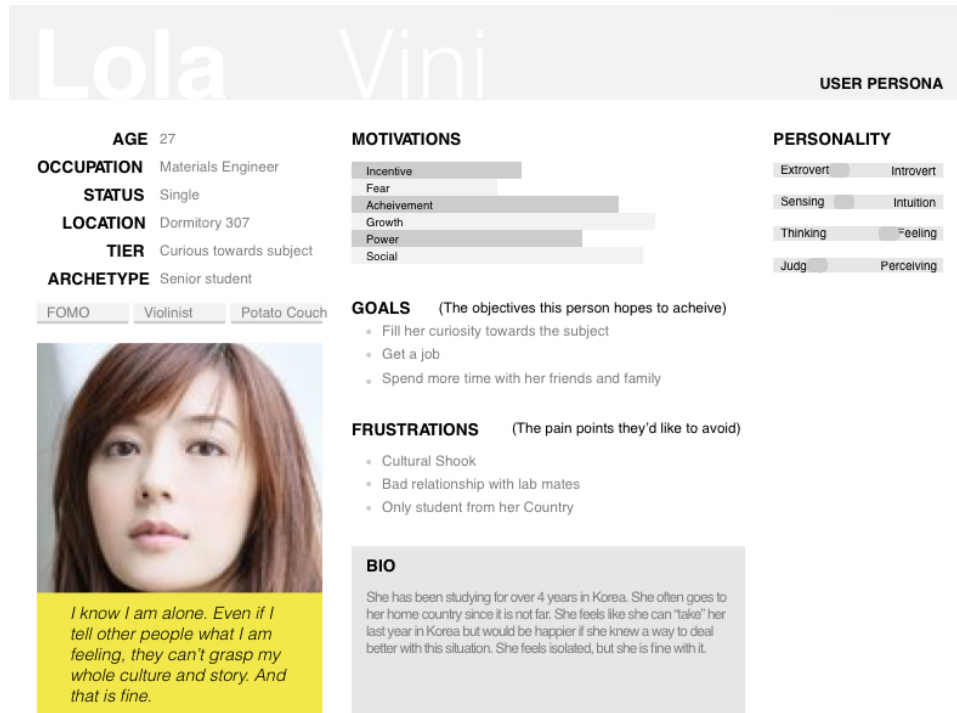 Lola Vini
USER PERSONA
AGE 27
OCCUPATION Materials Engineer
STATUS Single
LOCATION Dormitory 307
TIER Curious towards subject
ARCHETYPE Senior student
FOMO Violinist Potato Couch
I know I am alone. Even if I
tell other people what I am
feeling, they can't grasp my
whole culture and story. And
that is fine.
MOTIVATIONS
Incentive
Fear
Acheivement
Growth
Power
Social
GOALS (The objectives this person hopes to acheive)
Fill her curiosity towards the subject
Get a job
Spend more time with her friends and family
FRUSTRATIONS (The pain points they'd like to avoid)
Cultural Shook
Bad relationship with lab mates
Only student from her Country
BIO
She has been studying for over 4 years in Korea. She often goes to
her home country since it is not far. She feels like she can “take” her
last year in Korea but would be happier if she knew a way to deal
better with this situation. She feels isolated, but she is fine with it.
PERSONALITY
Extrovert Introvert
Sensing Intuition
Thinking Feeling
Judg Perceiving